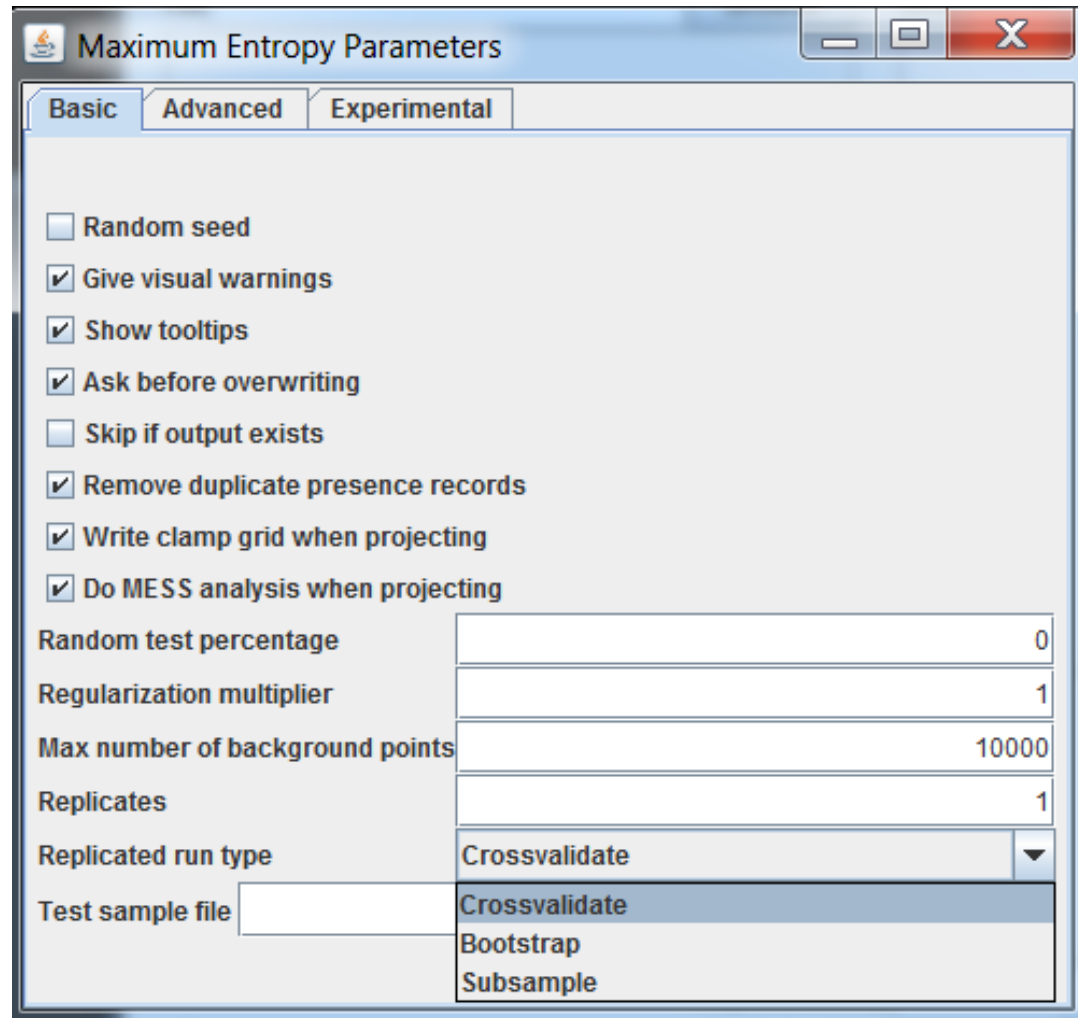 Maximum Entropy Parameters
Basic Advanced Experimental
Random seed
Give visual warnings
Show tooltips
Ask before overwriting
Skip if output exists
Remove duplicate presence records
Write clamp grid when projecting
Do MESS analysis when projecting
Random test percentage 0
Regularization multiplier 1
Max number of background points 10000
Replicates 1
Replicated run type Crossvalidate
Test sample file Crossvalidate
Bootstrap
Subsample